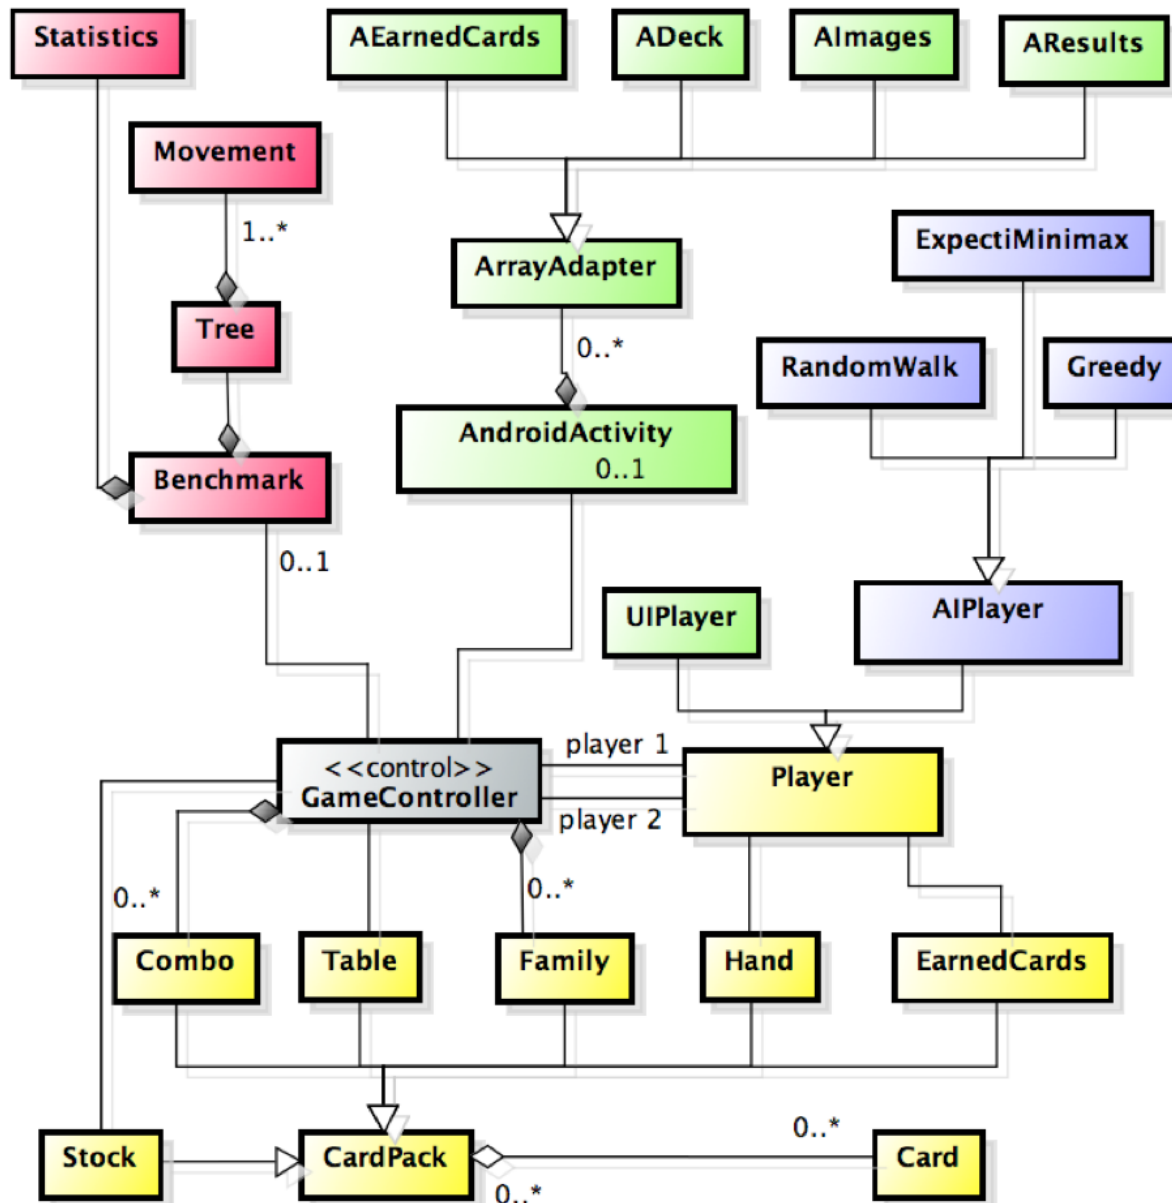 Statistics
AEarnedCards
ADeck
AImages
AResults
Movement
1..*
ExpectiMinimax
ArrayAdapter
Tree
0..*
RandomWalk
Greedy
AndroidActivity
0..1
Benchmark
0..1
UIPlayer
AIPlayer
player 1
<<control>>
GameController
Player
player 2
0..*
0..*
Combo
Table
Family
Hand
EarnedCards
0..*
Stock
CardPack
Card
0..*